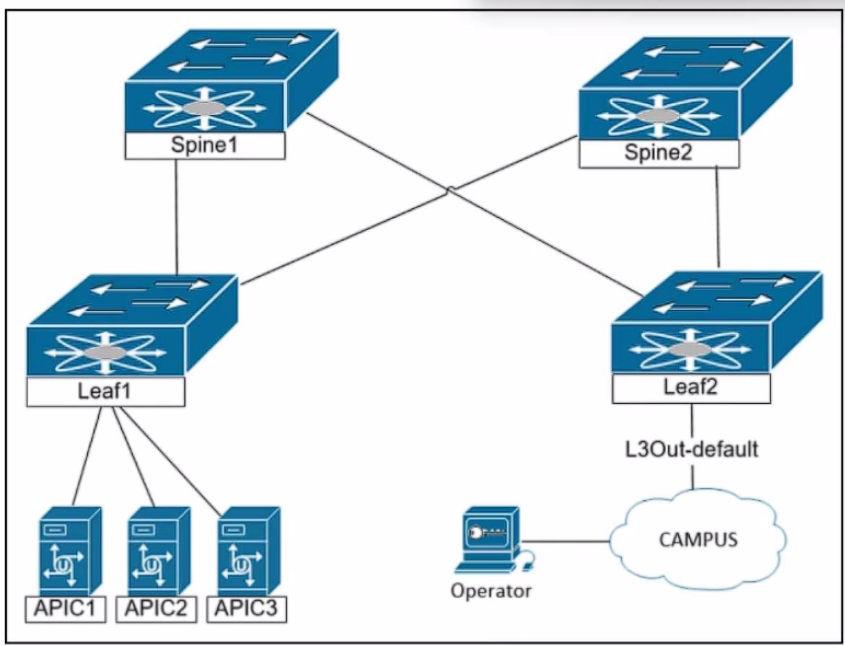 Spine1
Spine2
Leaf1
Leaf2
L3Out-default
CAMPUS
Operator
APIC1
APIC2
APIC3